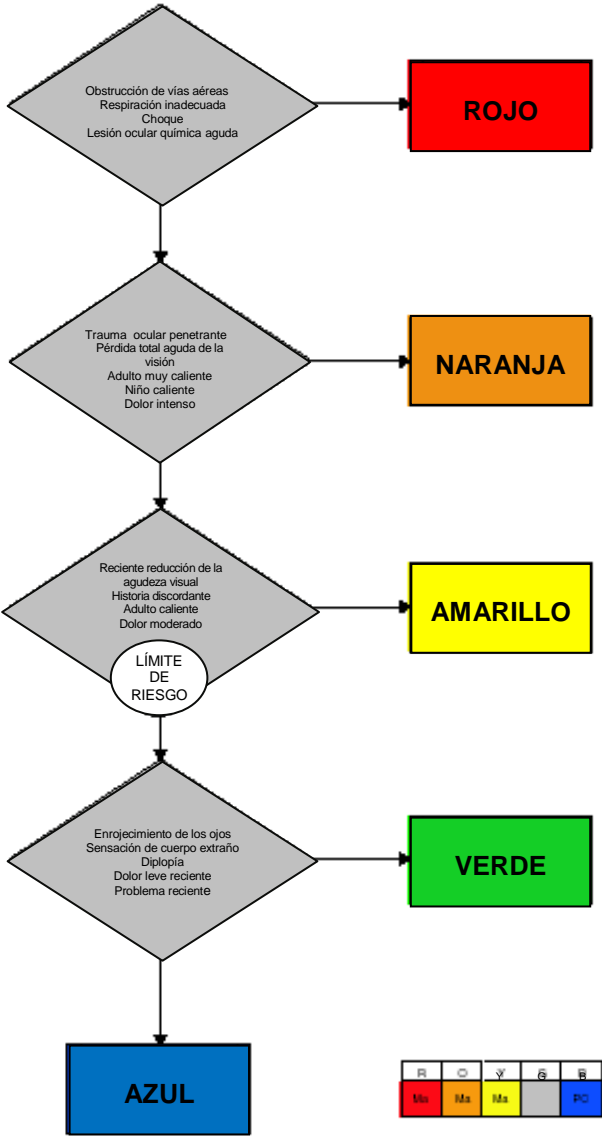 Obstrucción de vías aéreas
Respiración inadecuada
Choque
Lesión ocular química aguda
ROJO
Trauma ocular penetrante
Pérdida total aguda de la
visión
Adulto muy caliente
Niño caliente
Dolor intenso
NARANJA
Reciente reducción de la
agudeza visual
Historia discordante
Adulto caliente
Dolor moderado
AMARILLO
LÍMITE
DE
RIESGO
Enrojecimiento de los ojos
Sensación de cuerpo extraño
Diplopía
Dolor leve reciente
Problema reciente
VERDE
AZUL
R O Y G B
Ma Ma Ma PC